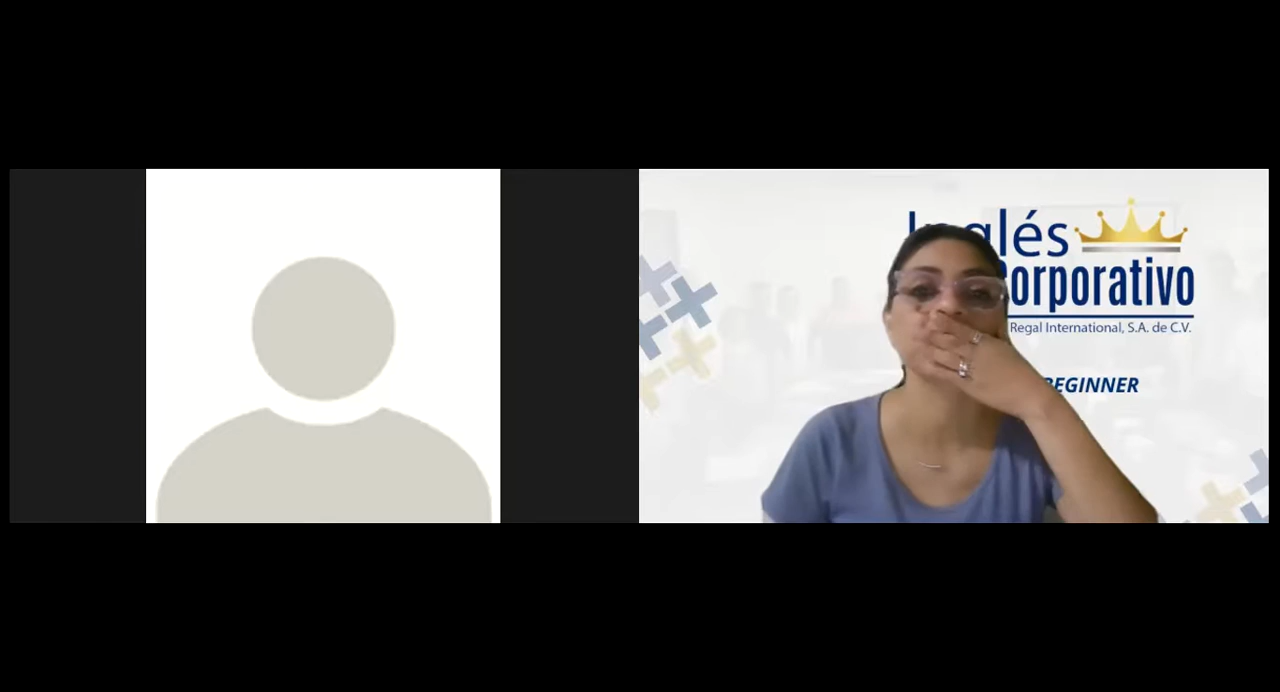 Inglés
Corporativo
Regal International, S.A. de C.V.
BEGINNER